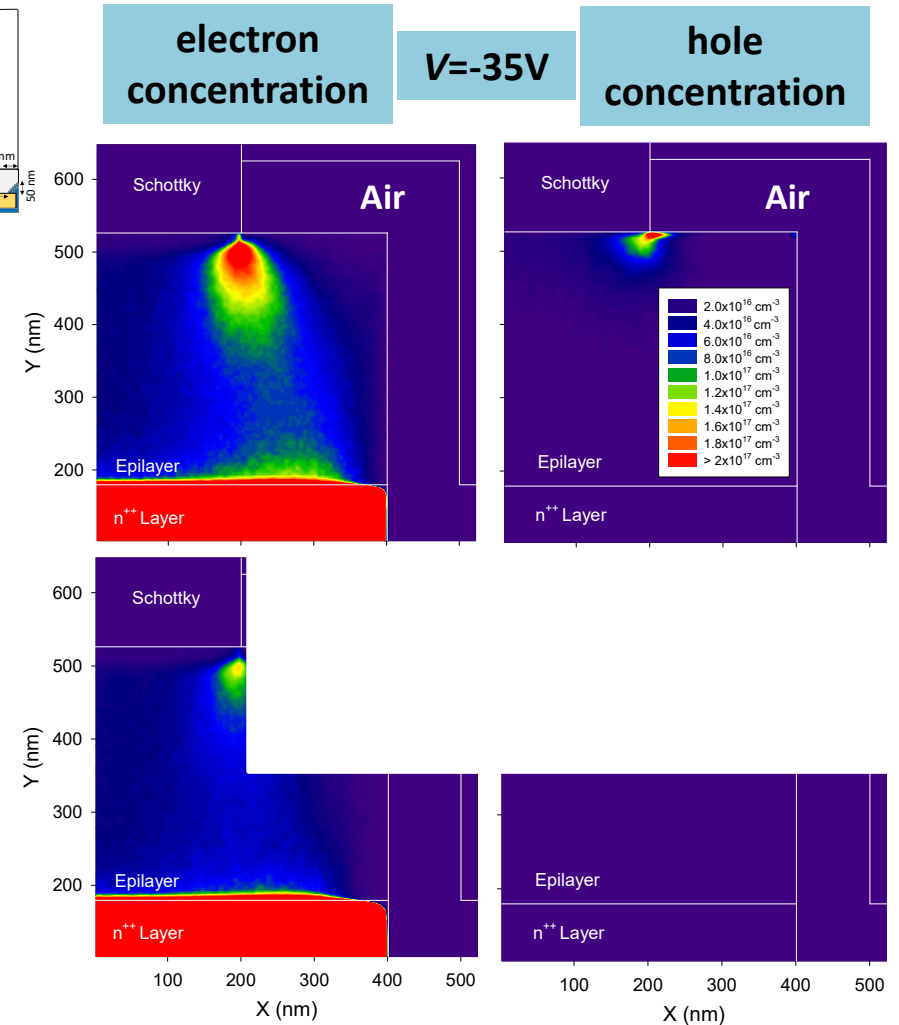 electron
concentration
V=-35V
hole
concentration
nm
50 nm
600
500
400
300
200
Y (nm)
Schottky
Air
Epilayer
n⁺⁺ Layer
Schottky
Air
2.0x10¹⁶ cm⁻³
4.0x10¹⁶ cm⁻³
6.0x10¹⁶ cm⁻³
8.0x10¹⁶ cm⁻³
1.0x10¹⁷ cm⁻³
1.2x10¹⁷ cm⁻³
1.4x10¹⁷ cm⁻³
1.6x10¹⁷ cm⁻³
1.8x10¹⁷ cm⁻³
> 2x10¹⁷ cm⁻³
Epilayer
n⁺⁺ Layer
600
500
400
300
200
Y (nm)
Schottky
Epilayer
n⁺⁺ Layer
100 200 300 400 500
X (nm)
Epilayer
n⁺⁺ Layer
100 200 300 400 500
X (nm)